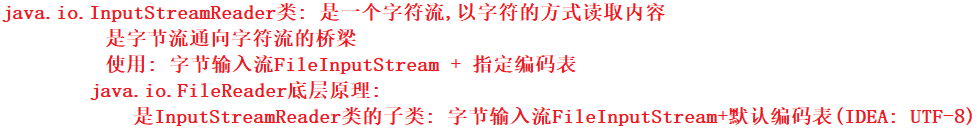 java.io.InputStreamReader类: 是一个字符流,以字符的方式读取内容
是字节流通向字符流的桥梁
使用: 字节输入流FileInputStream + 指定编码表
java.io.FileReader底层原理:
是InputStreamReader类的子类: 字节输入流FileInputStream+默认编码表(IDEA: UTF-8)